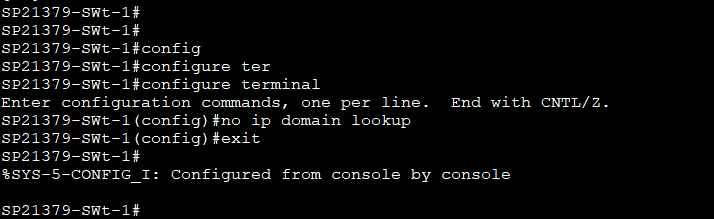 SP21379-SWt-1#
SP21379-SWt-1#
SP21379-SWt-1#config
SP21379-SWt-1#configure ter
SP21379-SWt-1#configure terminal
Enter configuration commands, one per line.  End with CNTL/Z.
SP21379-SWt-1(config)#no ip domain lookup
SP21379-SWt-1(config)#exit
SP21379-SWt-1#
%SYS-5-CONFIG_I: Configured from console by console
SP21379-SWt-1#